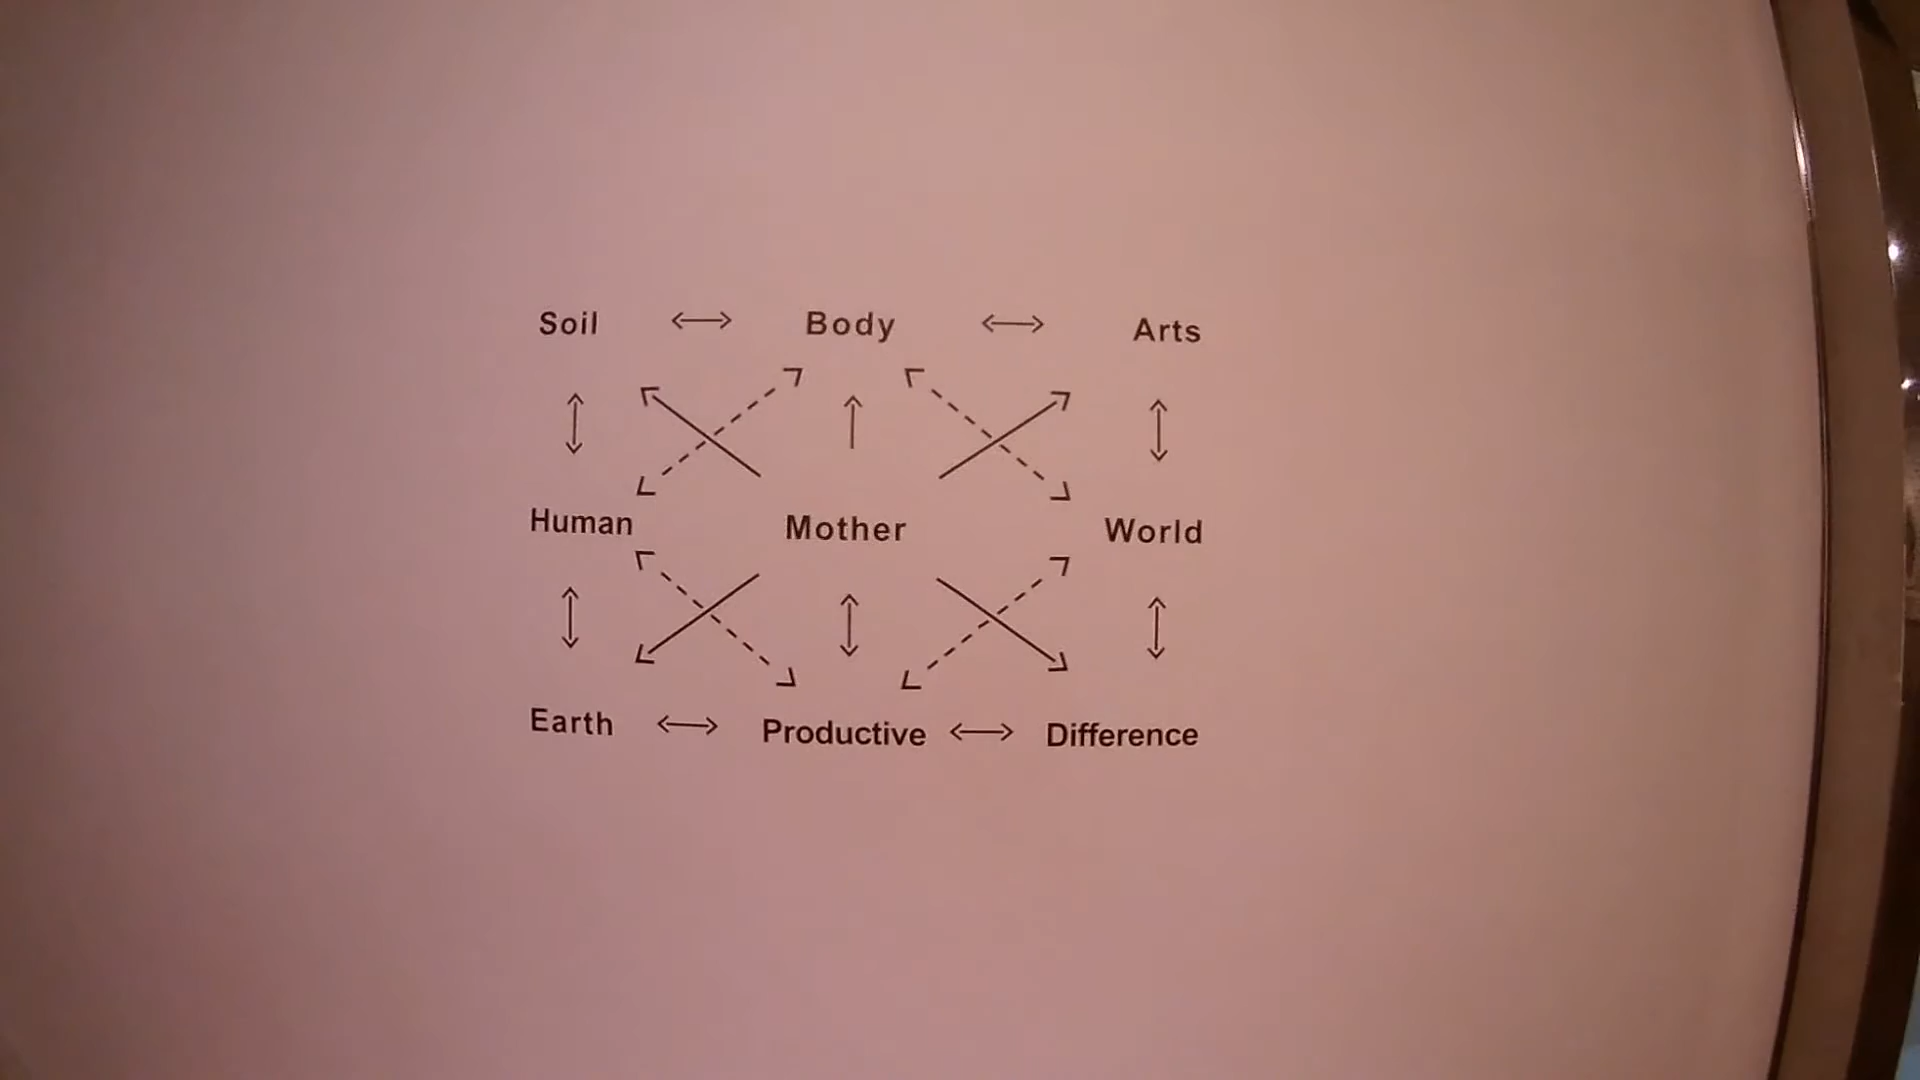 Soil ↔ Body ↔ Arts
Human Mother World
Earth ↔ Productive ↔ Difference